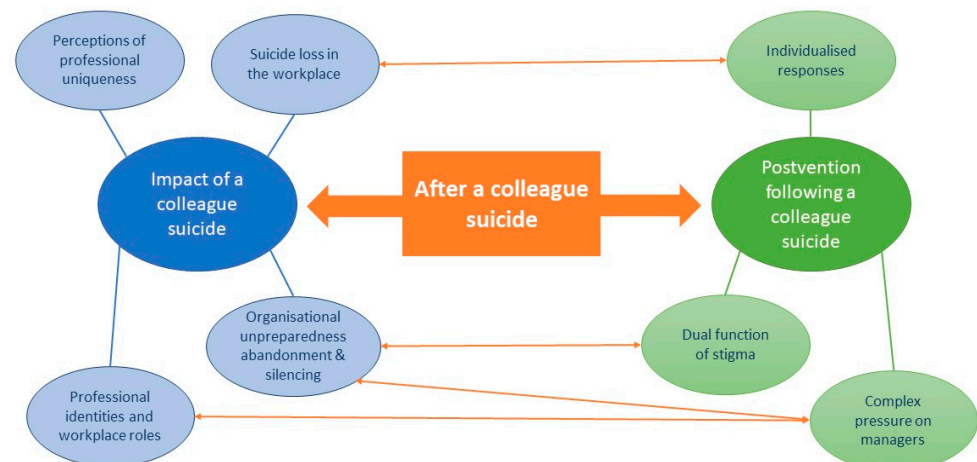 Perceptions of
professional
uniqueness
Suicide loss in
the workplace
Individualised
responses
Impact of a
colleague
suicide
After a colleague
suicide
Postvention
following a
colleague
suicide
Organisational
unpreparedness
abandonment &
silencing
Dual function
of stigma
Professional
identities and
workplace roles
Complex
pressure on
managers